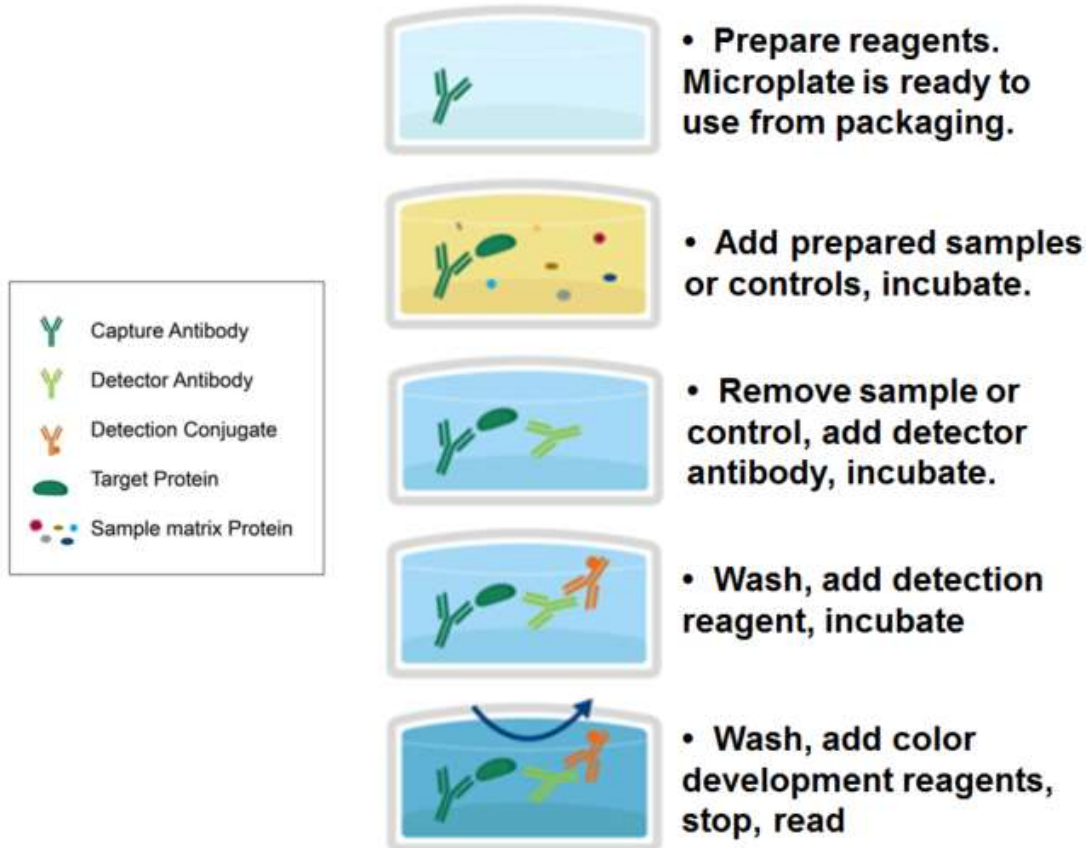 • Prepare reagents.
Microplate is ready to
use from packaging.
• Add prepared samples
or controls, incubate.
Capture Antibody
Detector Antibody
Detection Conjugate
Target Protein
Sample matrix Protein
• Remove sample or
control, add detector
antibody, incubate.
• Wash, add detection
reagent, incubate
• Wash, add color
development reagents,
stop, read